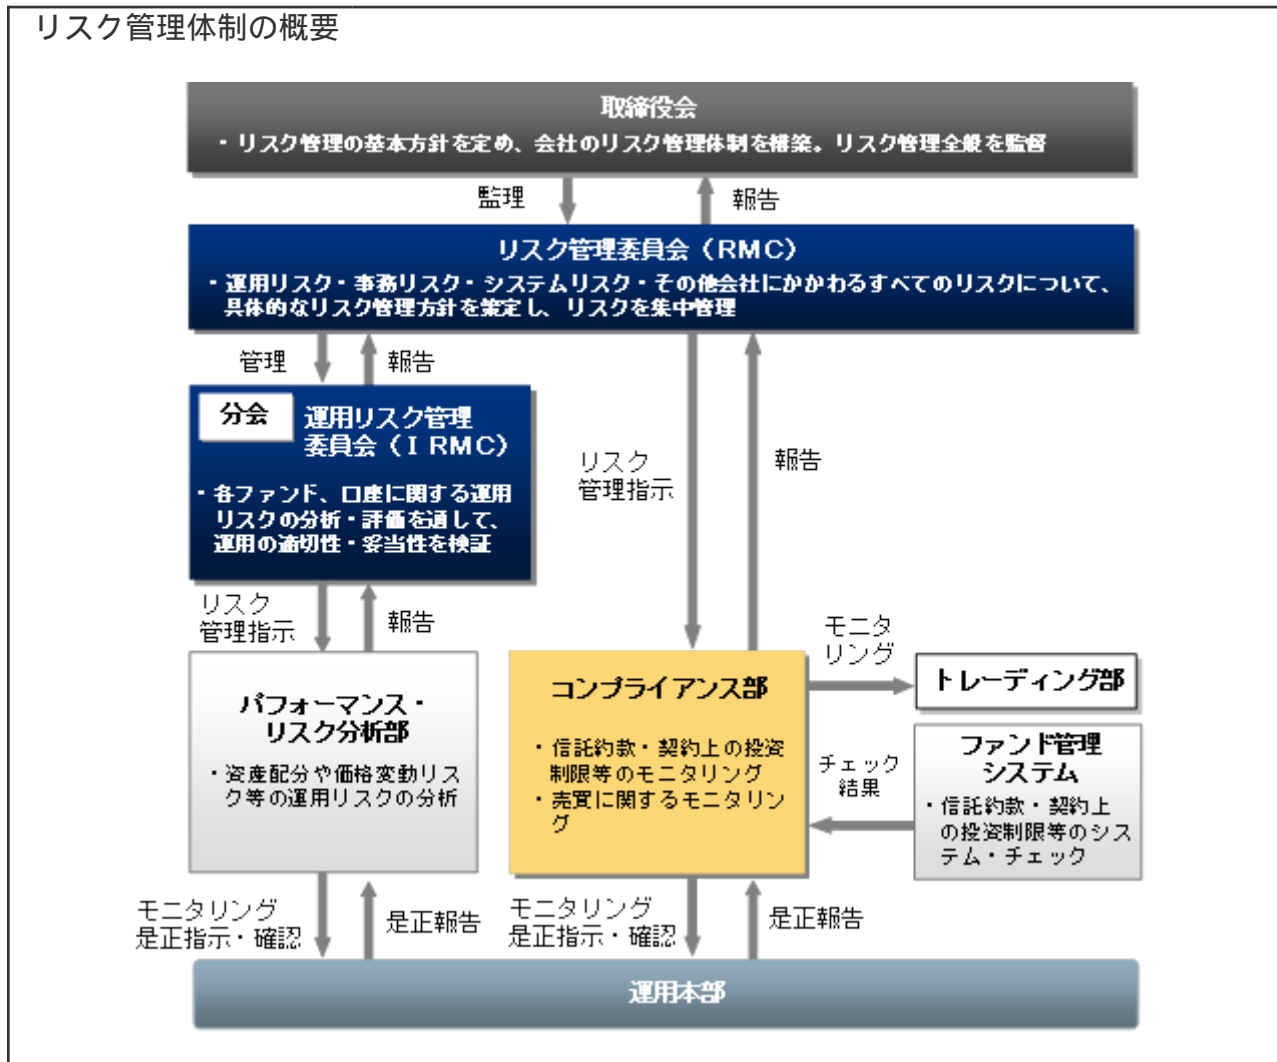 リスク管理体制の概要
取締役会
・リスク管理の基本方針を定め、会社のリスク管理体制を構築。リスク管理全般を監督
監理
報告
リスク管理委員会（RMC）
・運用リスク・事務リスク・システムリスク・その他会社にかかわるすべてのリスクについて、
具体的なリスク管理方針を策定し、リスクを集中管理
管理
報告
分会
運用リスク管理
委員会（IRMC）
・各ファンド、口座に関する運用
リスクの分析・評価を通して、
運用の適切性・妥当性を検証
リスク
管理指示
報告
リスク
管理指示
報告
パフォーマンス・
リスク分析部
・資産配分や価格変動リス
ク等の運用リスクの分析
コンプライアンス部
・信託約款・契約上の投資
制限等のモニタリング
・売買に関するモニタリン
グ
モニタ
リング
トレーディング部
チェック
結果
ファンド管理
システム
・信託約款・契約上
の投資制限等のシス
テム・チェック
モニタリング
是正指示・確認
是正報告
モニタリング
是正指示・確認
是正報告
運用本部